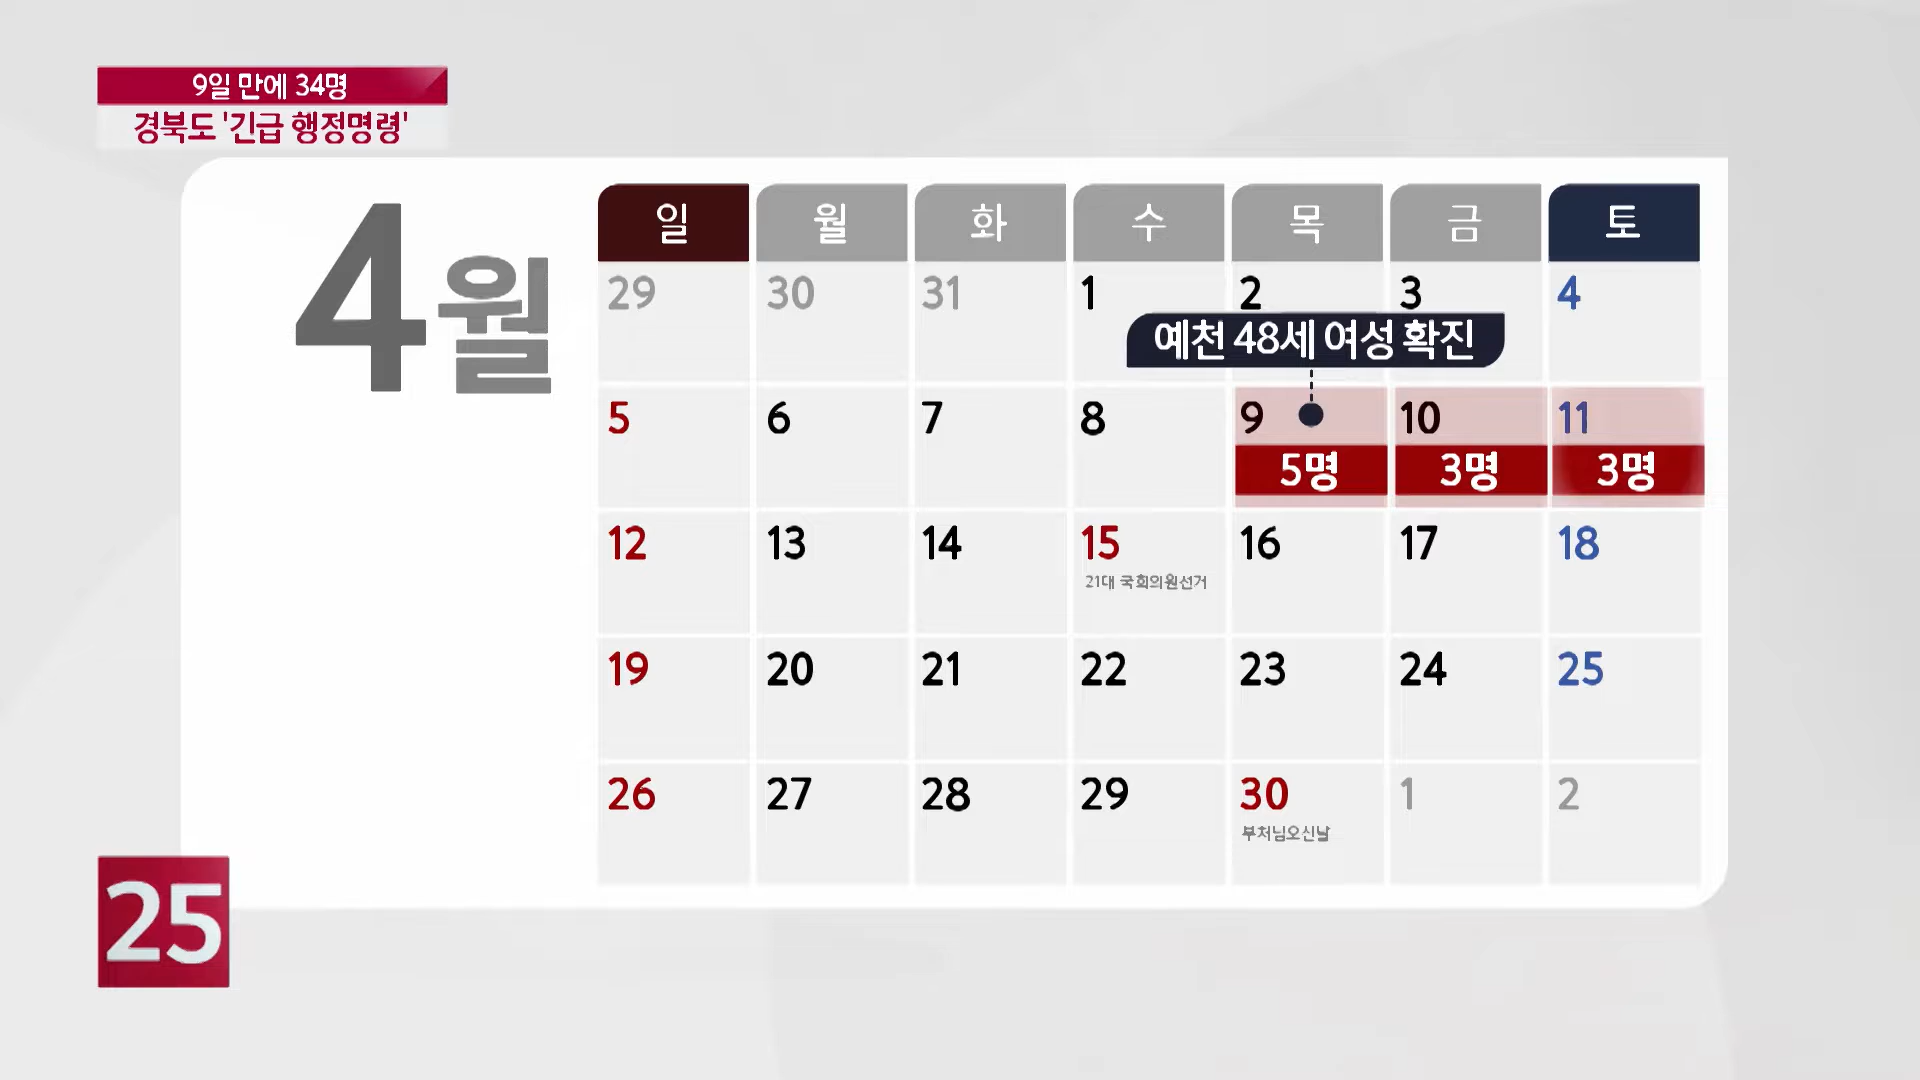 9일 만에 34명
경북도 '긴급 행정명령'
4월
일 월 화 수 목 금 토
29 30 31 1 2 3 4
예천 48세 여성 확진
5 6 7 8 9 10 11
5명 3명 3명
12 13 14 15 16 17 18
21대 국회의원선거
19 20 21 22 23 24 25
26 27 28 29 30 1 2
부처님오신날
25